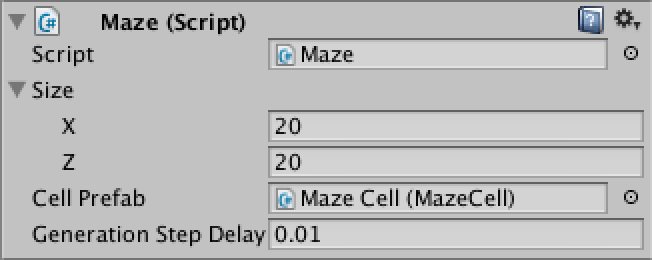 Maze (Script)
Script Maze
Size
X 20
Z 20
Cell Prefab Maze Cell (MazeCell)
Generation Step Delay 0.01